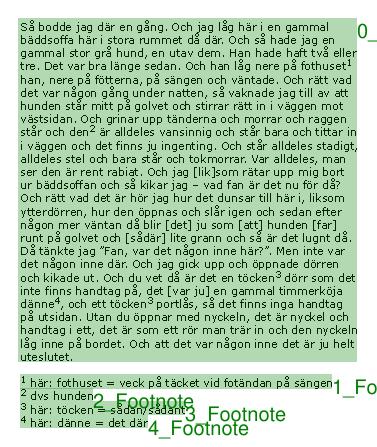 Så bodde jag där en gång. Och jag låg här i en gammal
bäddsoffa här i stora rummet då där. Och så hade jag en
gammal stor grå hund, en utav dem. Han hade haft två eller
tre. Det var bra länge sedan. Och han låg nere på fothuset¹
han, nere på fötterna, på sängen och väntade. Och rätt vad
det var någon gång under natten, så vaknade jag till av att
hunden står mitt på golvet och stirrar rätt in i väggen mot
västsidan. Och grinar upp tänderna och morrar och raggen
står och den² är alldeles vansinnig och står bara och tittar in
i väggen och det finns ju ingenting. Och står alldeles stadigt,
alldeles stel och bara står och tokmorrar. Var alldeles, man
ser den är rent rabiat. Och jag [lik]som rätar upp mig bort
ur bäddsoffan och så kikar jag – vad fan är det nu för då?
Och rätt vad det är hör jag hur det dunsar till här i, liksom
ytterdörren, hur den öppnas och slår igen och sedan efter
någon mer väntan då blir [det] ju som [att] hunden [far]
runt på golvet och [sådär] lite grann och så är det lugnt då.
Då tänkte jag "Fan, var det någon inne här?". Men inte var
det någon inne där. Och jag gick upp och öppnade dörren
och kikade ut. Och du vet då är det en töcken³ dörr som det
inte finns handtag på, det [var ju] en gammal timmerköja
dänne⁴, och ett töcken³ portlås, så det finns inga handtag
på utsidan. Utan du öppnar med nyckeln, det är nyckel och
handtag i ett, det är som ett rör man trär in och den nyckeln
låg inne på bordet. Och att det var någon inne det är ju helt
uteslutet.
¹ här: fothuset = veck på täcket vid fotändan på sängen
² dvs hunden
³ här: töcken = sådan/sådant
⁴ här: dänne = det där
0_
1_Fo
2_Footnote
3_Footnote
4_Footnote